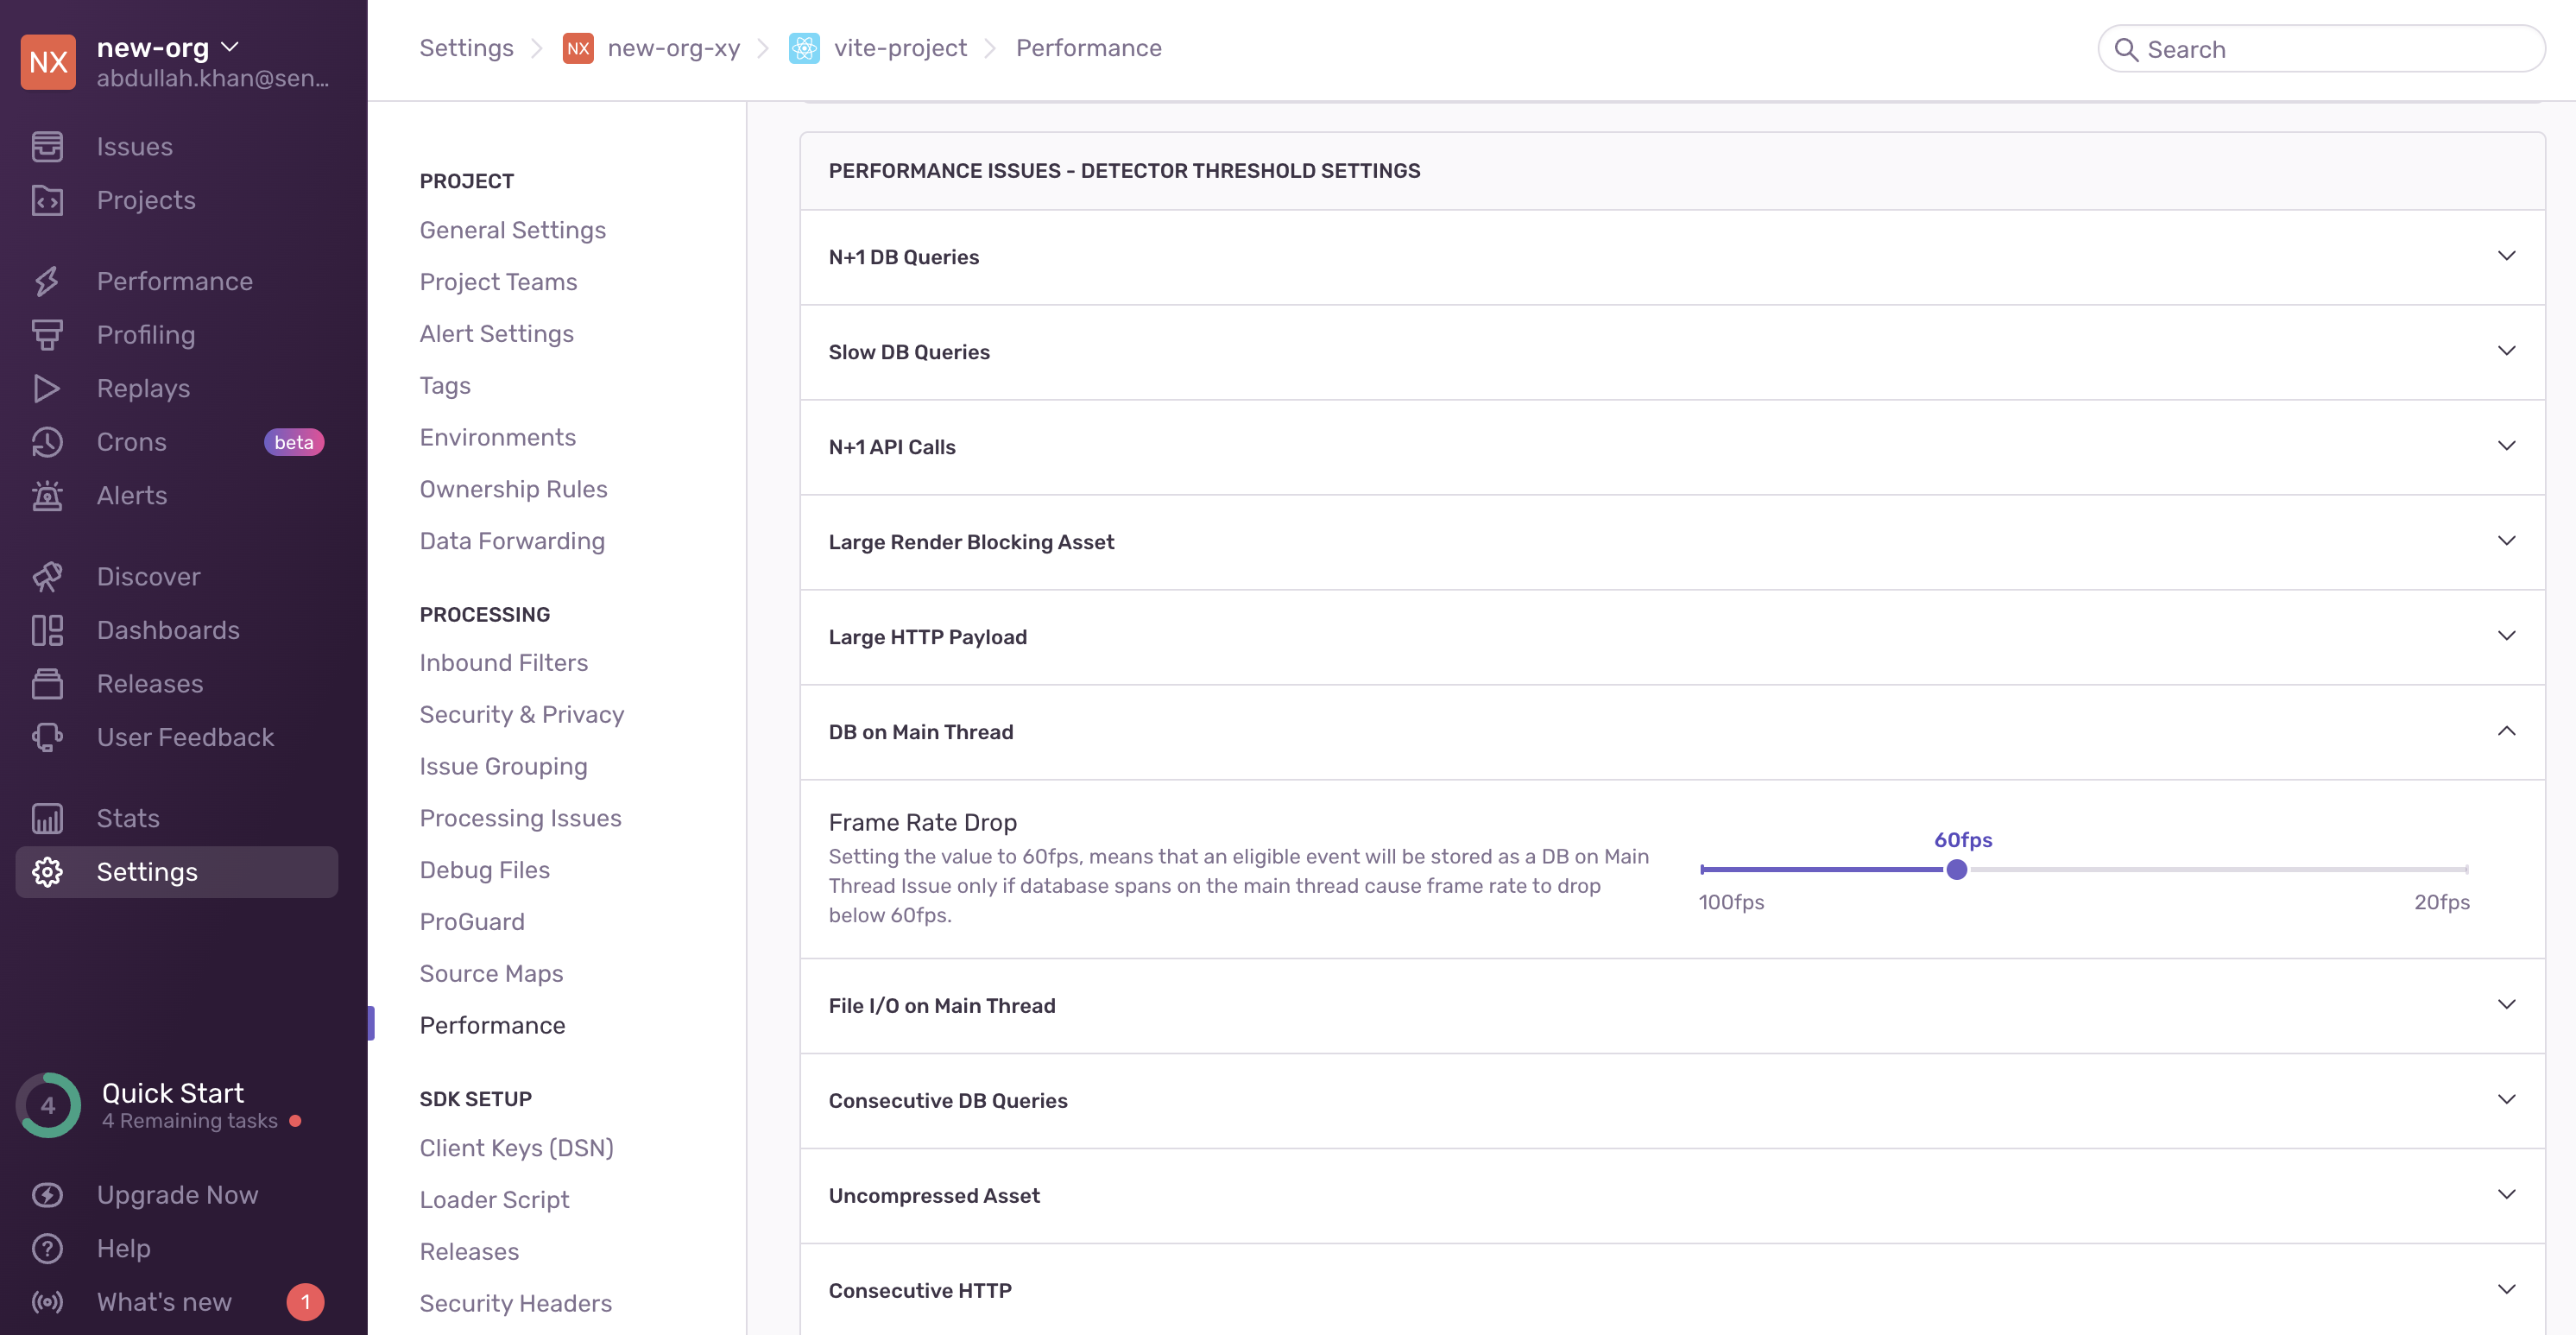 NX
new-org
abdullah.khan@sen...
Issues
Projects
Performance
Profiling
Replays
Crons
beta
Alerts
Discover
Dashboards
Releases
User Feedback
Stats
Settings
4
Quick Start
4 Remaining tasks
Upgrade Now
Help
What's new
1
Settings
NX
new-org-xy
vite-project
Performance
Search
PROJECT
General Settings
Project Teams
Alert Settings
Tags
Environments
Ownership Rules
Data Forwarding
PROCESSING
Inbound Filters
Security & Privacy
Issue Grouping
Processing Issues
Debug Files
ProGuard
Source Maps
Performance
SDK SETUP
Client Keys (DSN)
Loader Script
Releases
Security Headers
PERFORMANCE ISSUES - DETECTOR THRESHOLD SETTINGS
N+1 DB Queries
Slow DB Queries
N+1 API Calls
Large Render Blocking Asset
Large HTTP Payload
DB on Main Thread
Frame Rate Drop
Setting the value to 60fps, means that an eligible event will be stored as a DB on Main
Thread Issue only if database spans on the main thread cause frame rate to drop
below 60fps.
60fps
100fps
20fps
File I/O on Main Thread
Consecutive DB Queries
Uncompressed Asset
Consecutive HTTP